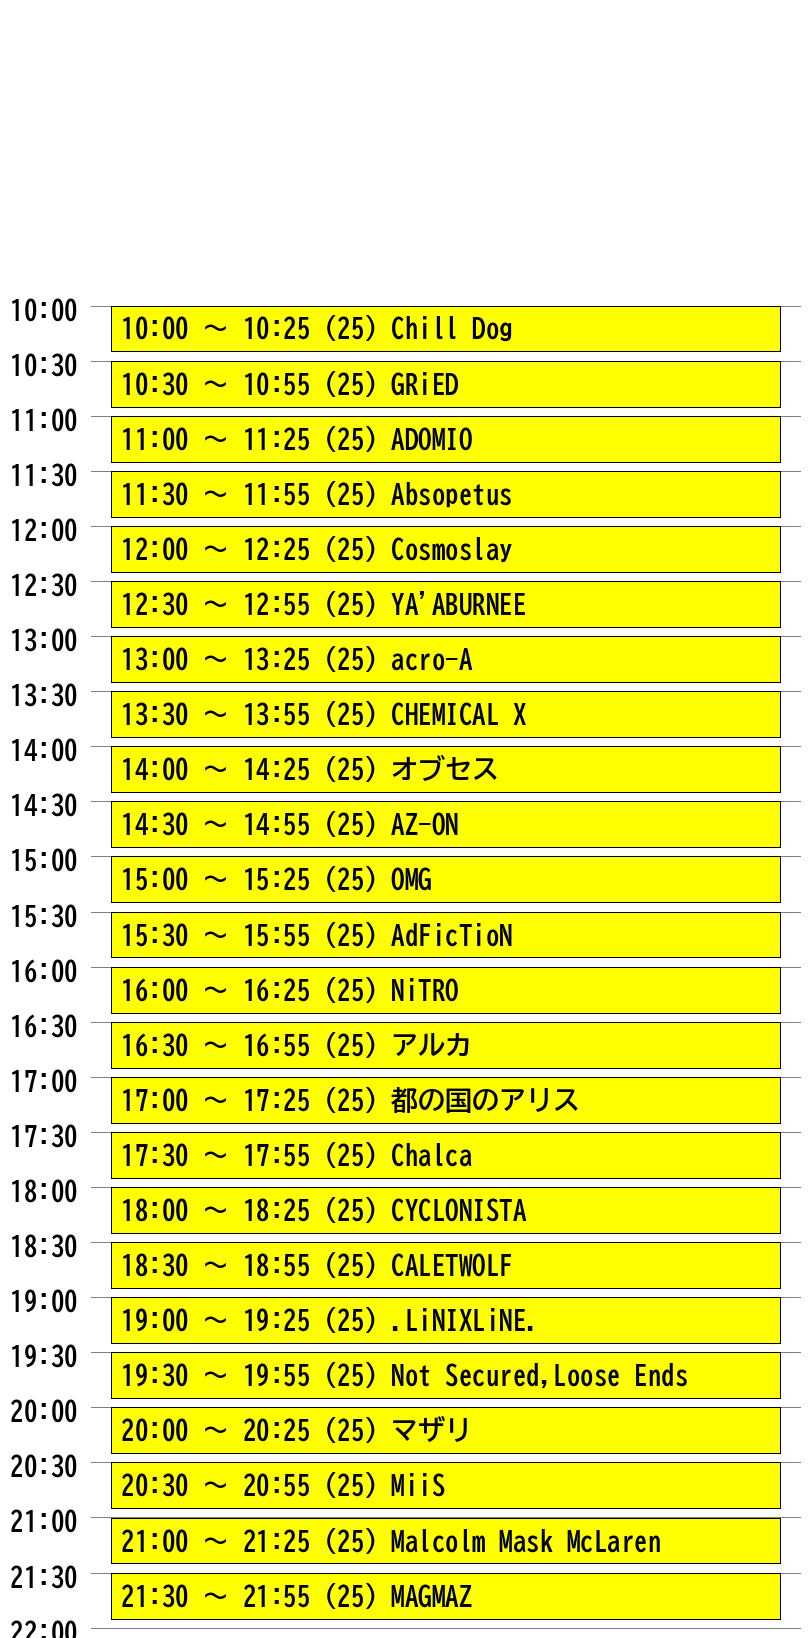 10:00
10:00 ～ 10:25 (25) Chill Dog
10:30
10:30 ～ 10:55 (25) GRiED
11:00
11:00 ～ 11:25 (25) ADOMIO
11:30
11:30 ～ 11:55 (25) Absopetus
12:00
12:00 ～ 12:25 (25) Cosmoslay
12:30
12:30 ～ 12:55 (25) YA'ABURNEE
13:00
13:00 ～ 13:25 (25) acro-A
13:30
13:30 ～ 13:55 (25) CHEMICAL X
14:00
14:00 ～ 14:25 (25) オブセス
14:30
14:30 ～ 14:55 (25) AZ-ON
15:00
15:00 ～ 15:25 (25) OMG
15:30
15:30 ～ 15:55 (25) AdFicTioN
16:00
16:00 ～ 16:25 (25) NiTRO
16:30
16:30 ～ 16:55 (25) アルカ
17:00
17:00 ～ 17:25 (25) 都の国のアリス
17:30
17:30 ～ 17:55 (25) Chalca
18:00
18:00 ～ 18:25 (25) CYCLONISTA
18:30
18:30 ～ 18:55 (25) CALETWOLF
19:00
19:00 ～ 19:25 (25) .LiNIXLiNE.
19:30
19:30 ～ 19:55 (25) Not Secured,Loose Ends
20:00
20:00 ～ 20:25 (25) マザリ
20:30
20:30 ～ 20:55 (25) MiiS
21:00
21:00 ～ 21:25 (25) Malcolm Mask McLaren
21:30
21:30 ～ 21:55 (25) MAGMAZ
22:00